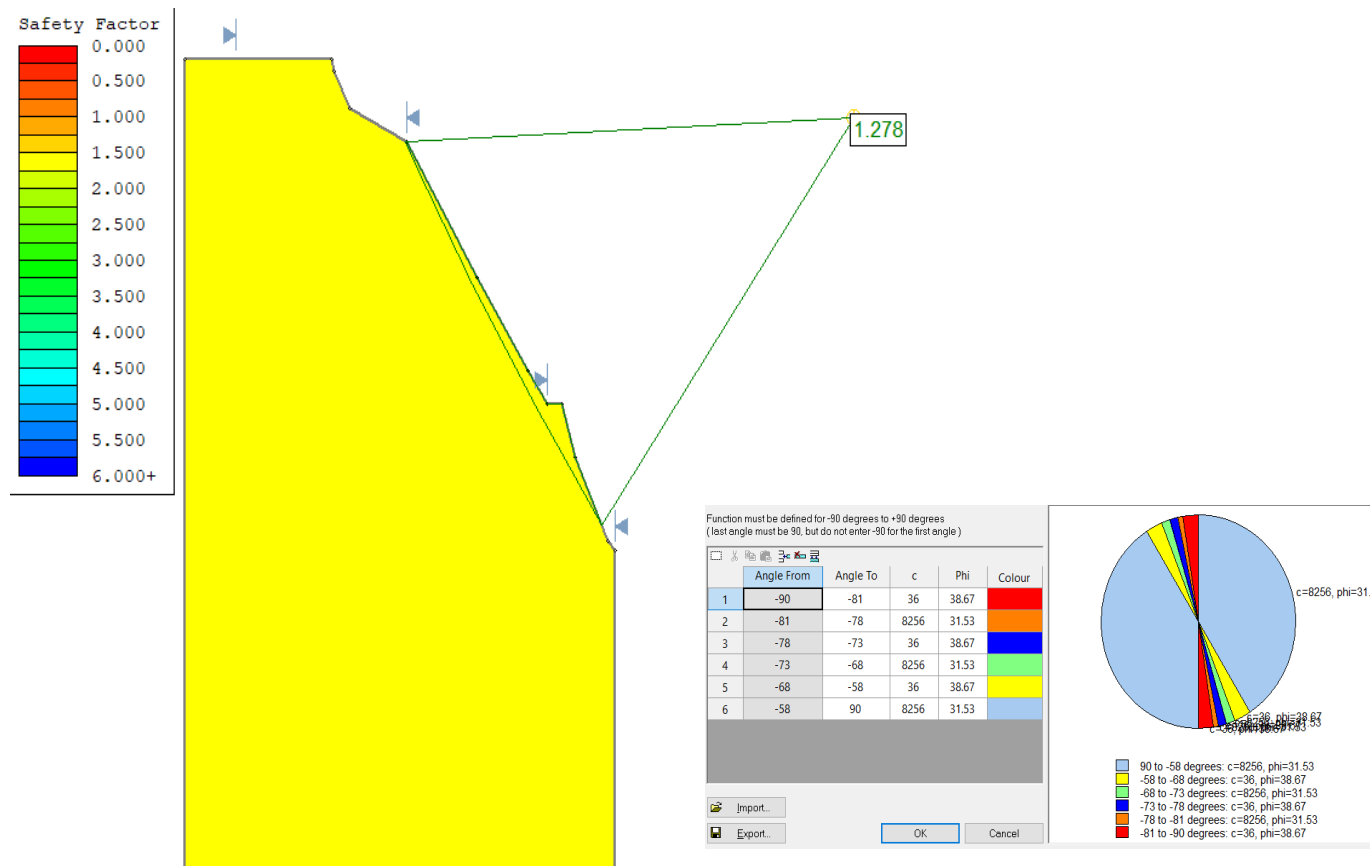 Safety Factor
0.000
0.500
1.000
1.500
2.000
2.500
3.000
3.500
4.000
4.500
5.000
5.500
6.000+
1.278
Function must be defined for -90 degrees to +90 degrees
( last angle must be 90, but do not enter -90 for the first angle )
Angle From Angle To c Phi Colour
1 -90 -81 36 38.67
2 -81 -78 8256 31.53
3 -78 -73 36 38.67
4 -73 -68 8256 31.53
5 -68 -58 36 38.67
6 -58 90 8256 31.53
Import...
Export...
OK
Cancel
c=8256, phi=31.
c=36, phi=38.67
90 to -58 degrees: c=8256, phi=31.53
-58 to -68 degrees: c=36, phi=38.67
-68 to -73 degrees: c=8256, phi=31.53
-73 to -78 degrees: c=36, phi=38.67
-78 to -81 degrees: c=8256, phi=31.53
-81 to -90 degrees: c=36, phi=38.67